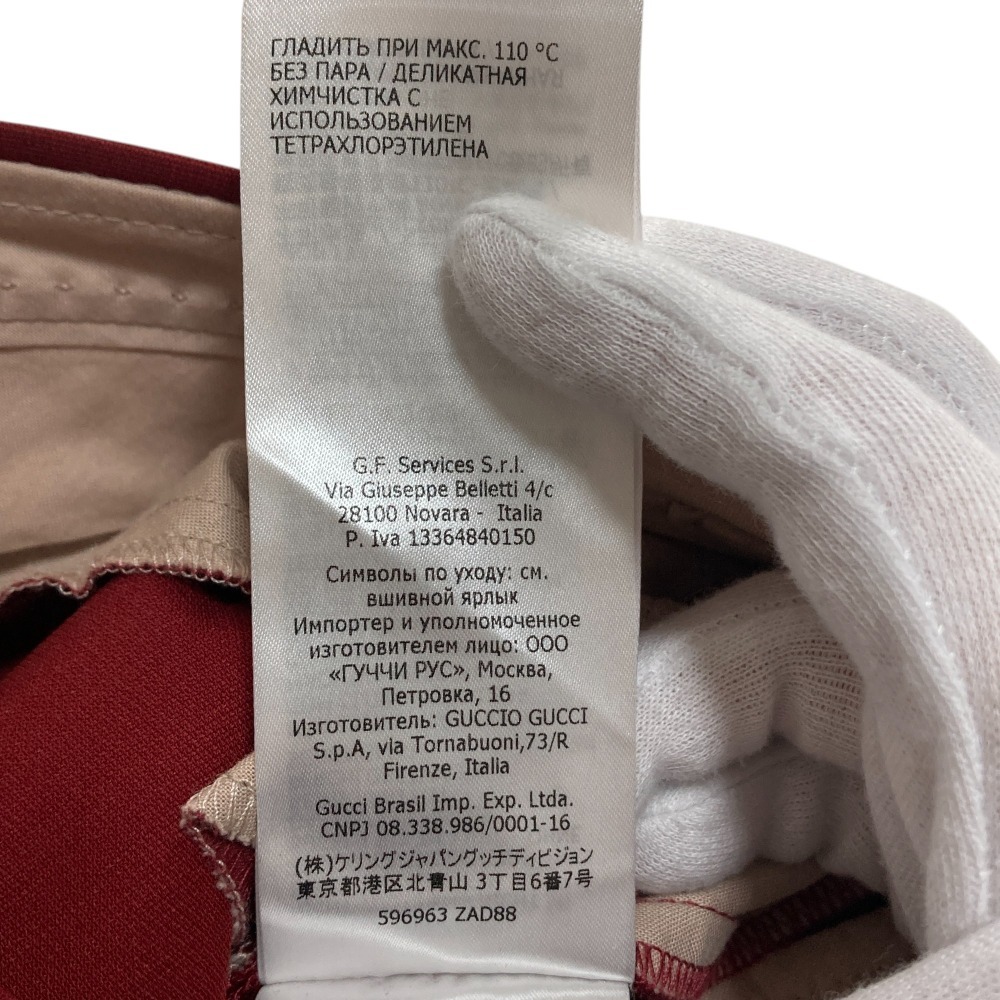 ГЛАДИТЬ ПРИ МАКС. 110 °C
БЕЗ ПАРА / ДЕЛИКАТНАЯ
ХИМЧИСТКА С
ИСПОЛЬЗОВАНИЕМ
ТЕТРАХЛОРЭТИЛЕНА
G.F. Services S.r.l.
Via Giuseppe Belletti 4/c
28100 Novara - Italia
P. Iva 13364840150
Символы по уходу: см.
вшивной ярлык
Импортер и уполномоченное
изготовителем лицо: ООО
«ГУЧЧИ РУС», Москва,
Петровка, 16
Изготовитель: GUCCIO GUCCI
S.p.A, via Tornabuoni,73/R
Firenze, Italia
Gucci Brasil Imp. Exp. Ltda.
CNPJ 08.338.986/0001-16
(株)ケリングジャパングッチディビジョン
東京都港区北青山 3丁目6番7号
596963 ZAD88